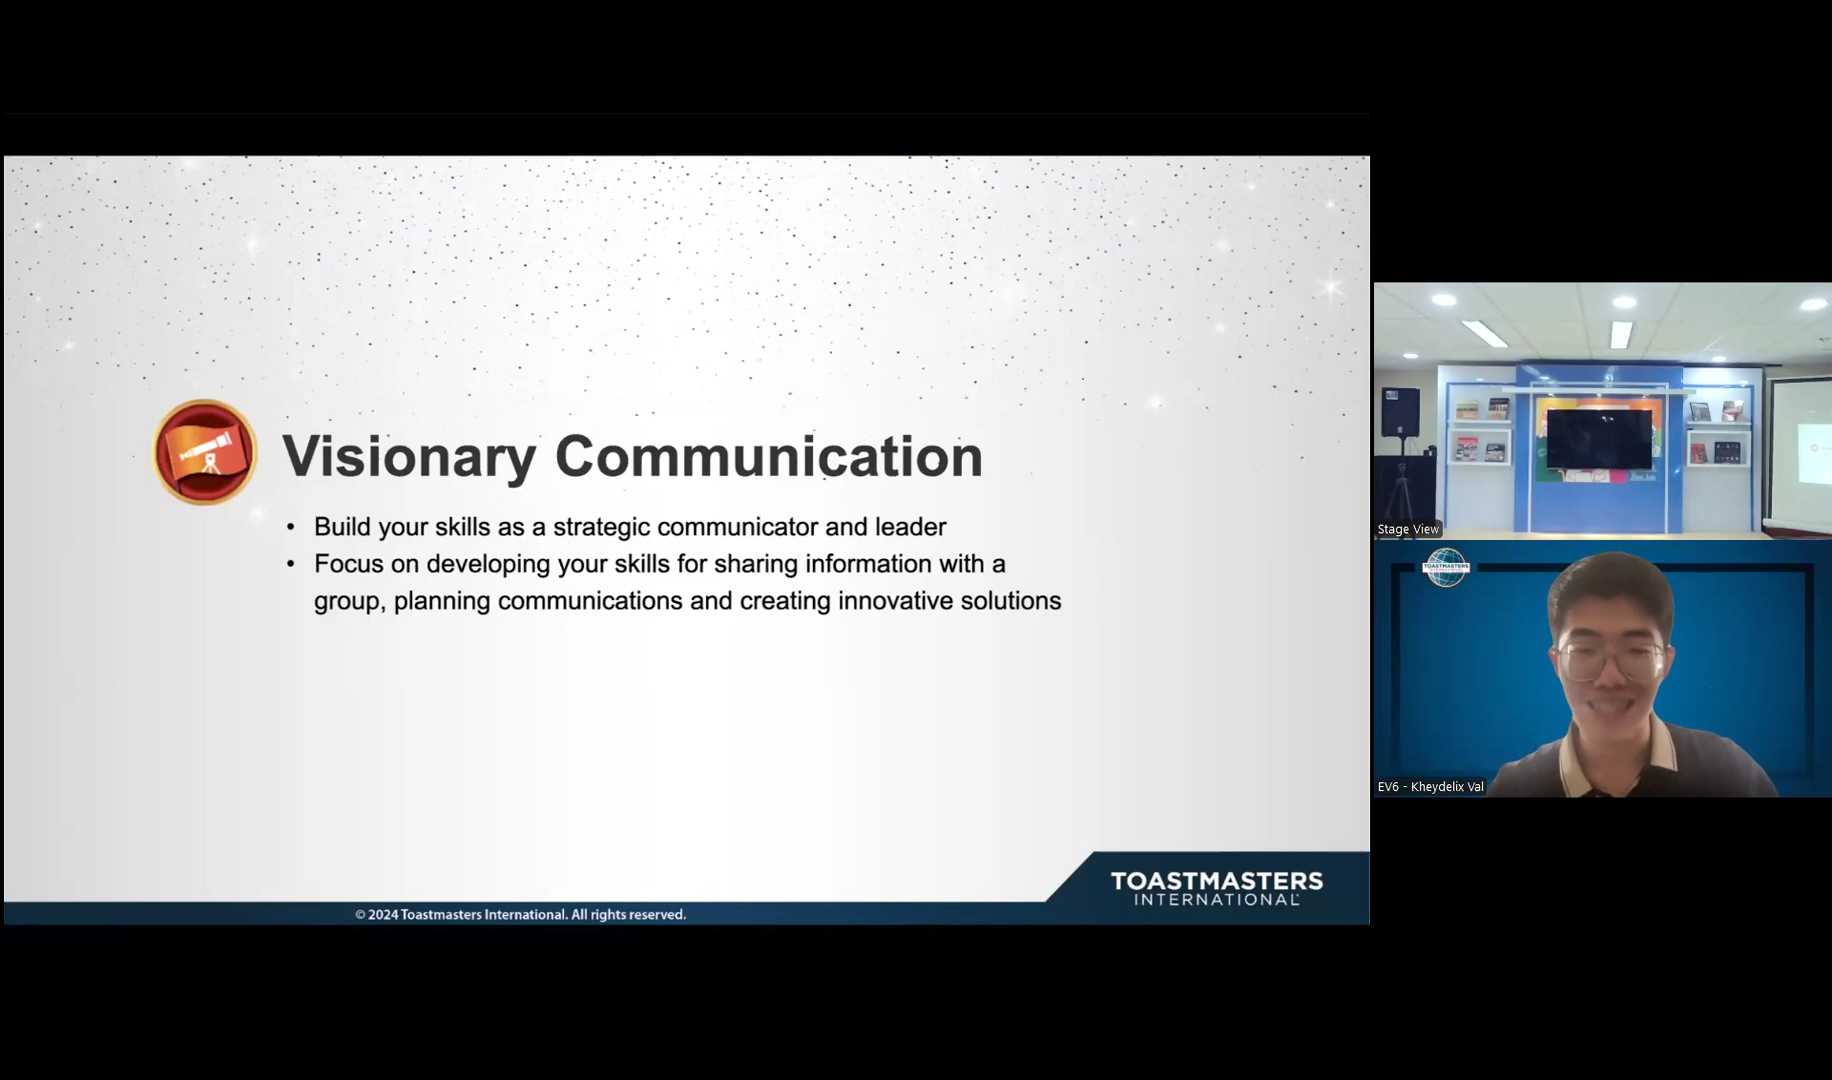 Visionary Communication
• Build your skills as a strategic communicator and leader
• Focus on developing your skills for sharing information with a
group, planning communications and creating innovative solutions
TOASTMASTERS
INTERNATIONAL
© 2024 Toastmasters International. All rights reserved.
Stage View
TOASTMASTERS
EV6 - Kheydelix Val